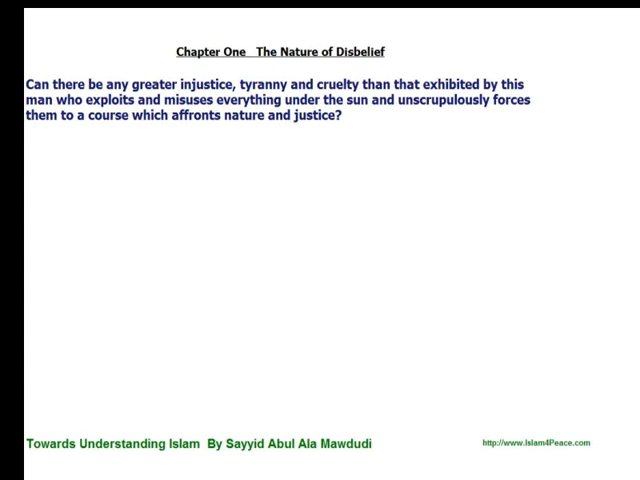 Chapter One   The Nature of Disbelief
Can there be any greater injustice, tyranny and cruelty than that exhibited by this
man who exploits and misuses everything under the sun and unscrupulously forces
them to a course which affronts nature and justice?
Towards Understanding Islam  By Sayyid Abul Ala Mawdudi
http://www.Islam4Peace.com